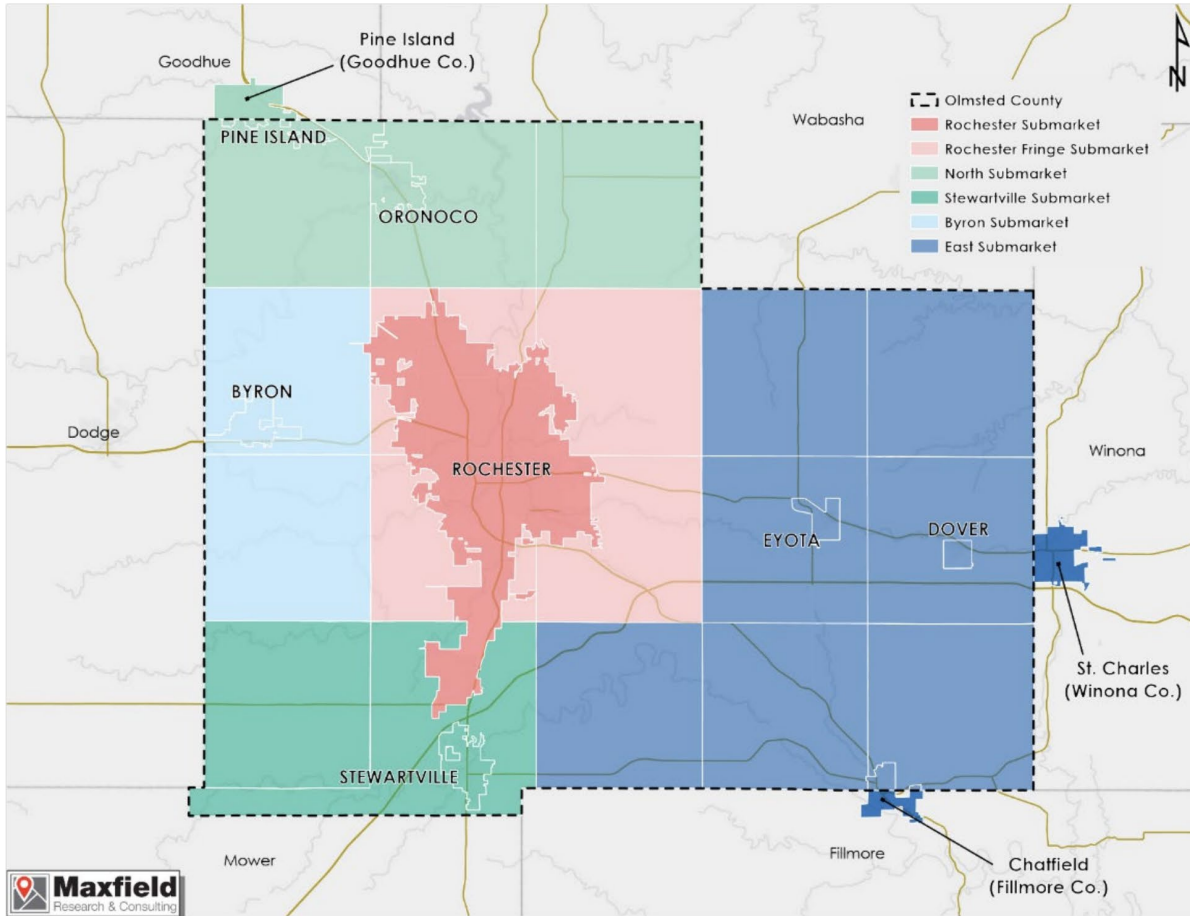 Pine Island
(Goodhue Co.)
Goodhue
N
Olmsted County
Rochester Submarket
Rochester Fringe Submarket
North Submarket
Stewartville Submarket
Byron Submarket
East Submarket
Wabasha
PINE ISLAND
ORONOCO
BYRON
Dodge
ROCHESTER
Winona
EYOTA
DOVER
St. Charles
(Winona Co.)
STEWARTVILLE
Mower
Fillmore
Chatfield
(Fillmore Co.)
Maxfield
Research & Consulting